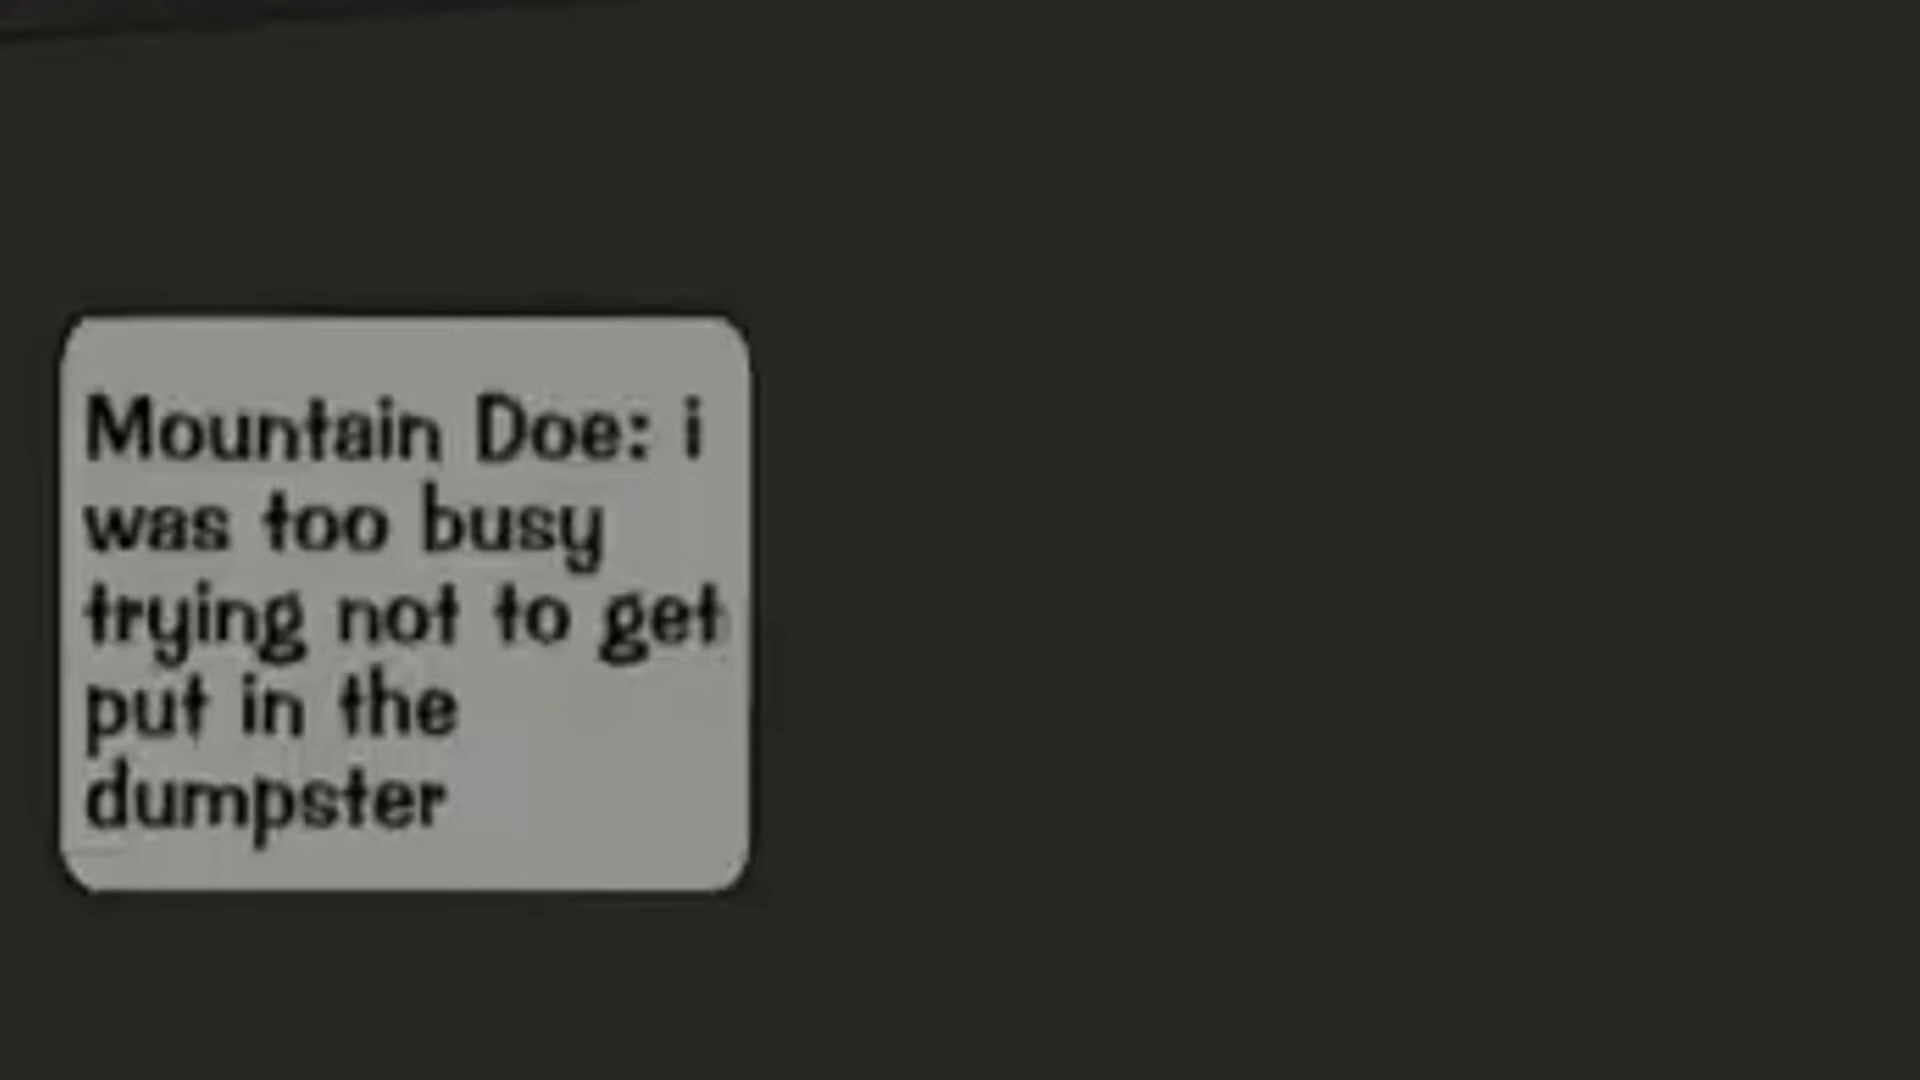 Mountain Doe: i
was too busy
trying not to get
put in the
dumpster